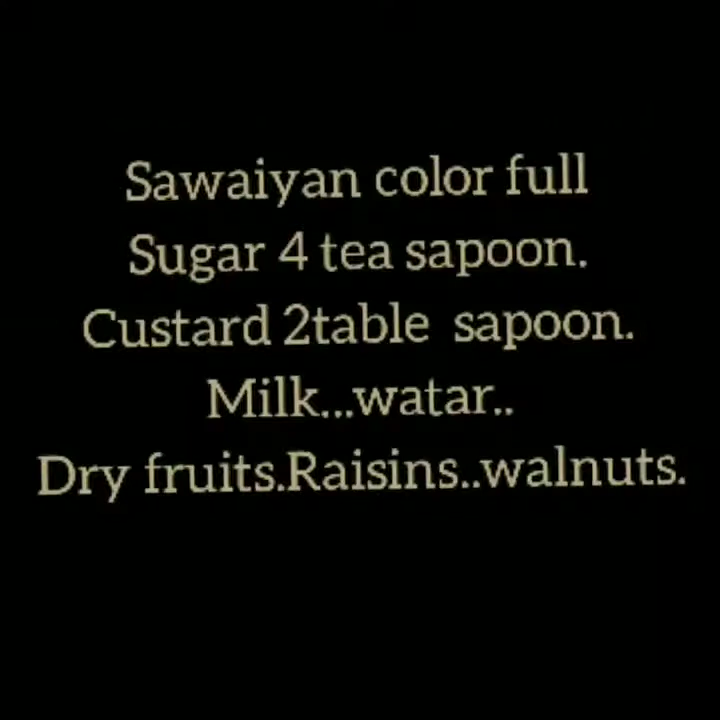 Sawaiyan color full
Sugar 4 tea sapoon.
Custard 2table sapoon.
Milk...watar..
Dry fruits.Raisins..walnuts.